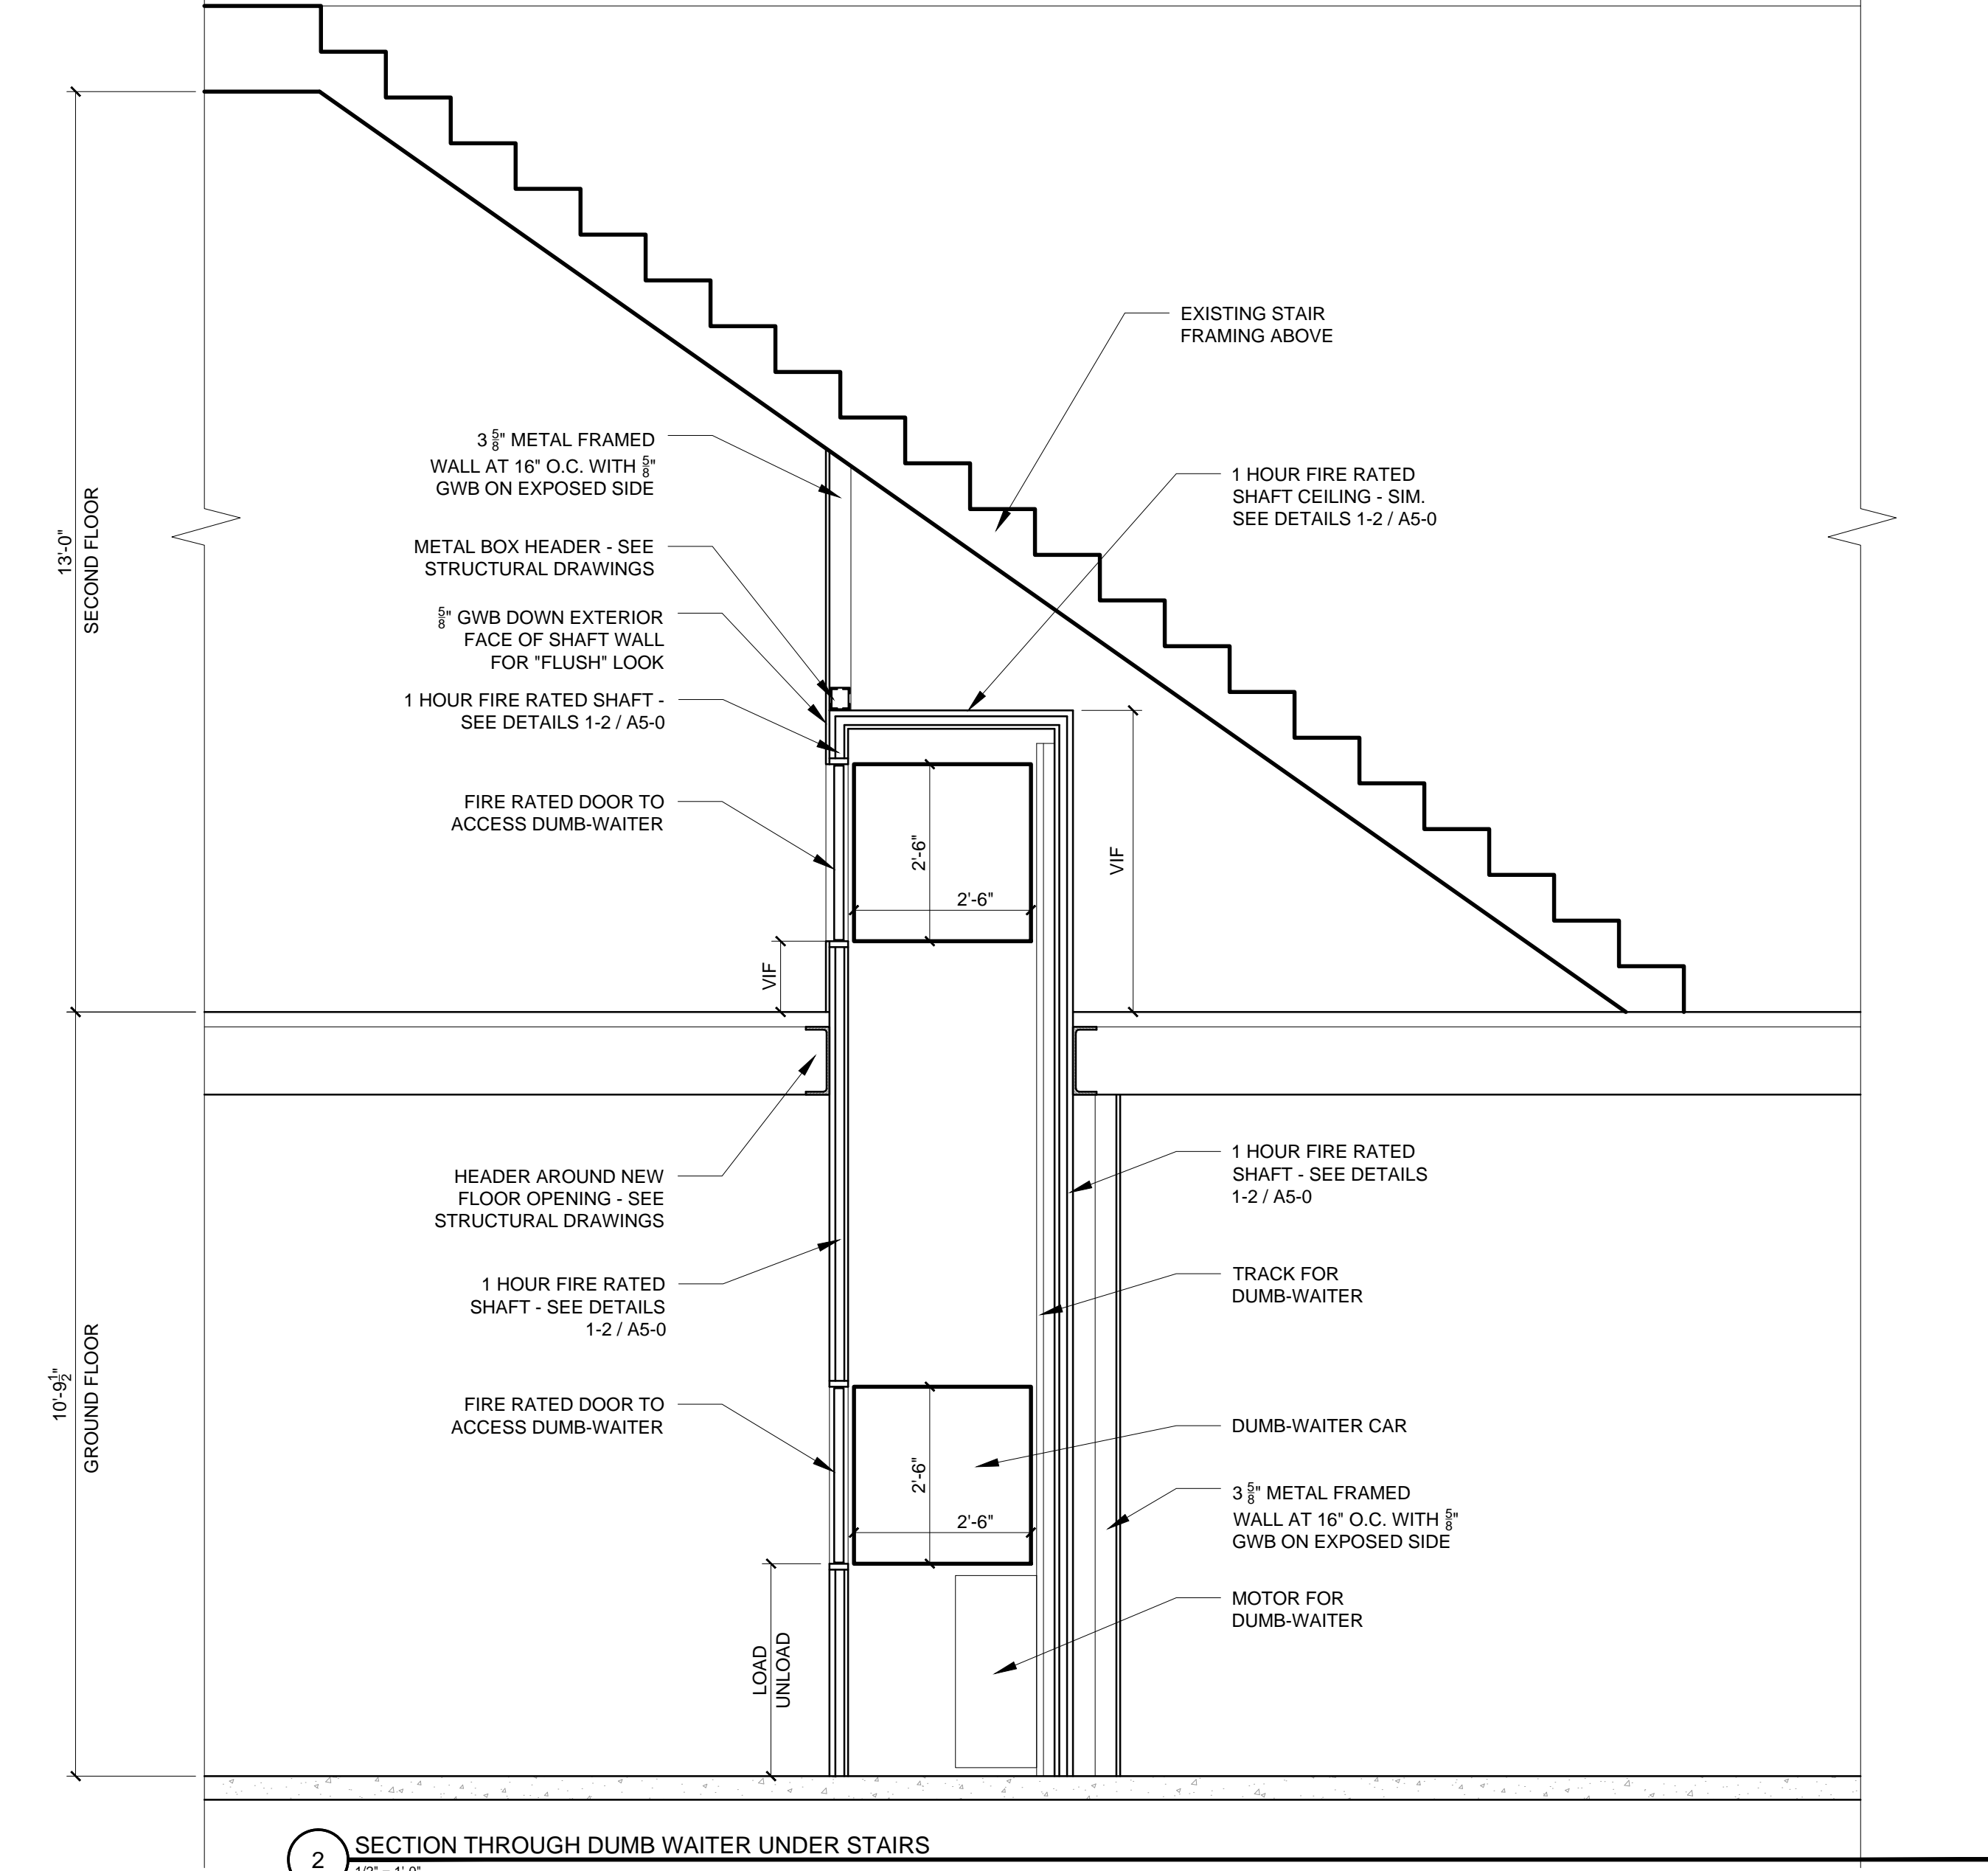 EXISTING STAIR
FRAMING ABOVE
3 5/8" METAL FRAMED
WALL AT 16" O.C. WITH 5/8"
GWB ON EXPOSED SIDE
1 HOUR FIRE RATED
SHAFT CEILING - SIM.
SEE DETAILS 1-2 / A5-0
13'-0"
SECOND FLOOR
METAL BOX HEADER - SEE
STRUCTURAL DRAWINGS
5/8" GWB DOWN EXTERIOR
FACE OF SHAFT WALL
FOR "FLUSH" LOOK
1 HOUR FIRE RATED SHAFT -
SEE DETAILS 1-2 / A5-0
FIRE RATED DOOR TO
ACCESS DUMB-WAITER
2'-6"
2'-6"
VIF
VIF
HEADER AROUND NEW
FLOOR OPENING - SEE
STRUCTURAL DRAWINGS
1 HOUR FIRE RATED
SHAFT - SEE DETAILS
1-2 / A5-0
1 HOUR FIRE RATED
SHAFT - SEE DETAILS
1-2 / A5-0
TRACK FOR
DUMB-WAITER
10'-9 1/2"
GROUND FLOOR
FIRE RATED DOOR TO
ACCESS DUMB-WAITER
2'-6"
2'-6"
DUMB-WAITER CAR
3 5/8" METAL FRAMED
WALL AT 16" O.C. WITH 5/8"
GWB ON EXPOSED SIDE
MOTOR FOR
DUMB-WAITER
LOAD
UNLOAD
2
SECTION THROUGH DUMB WAITER UNDER STAIRS